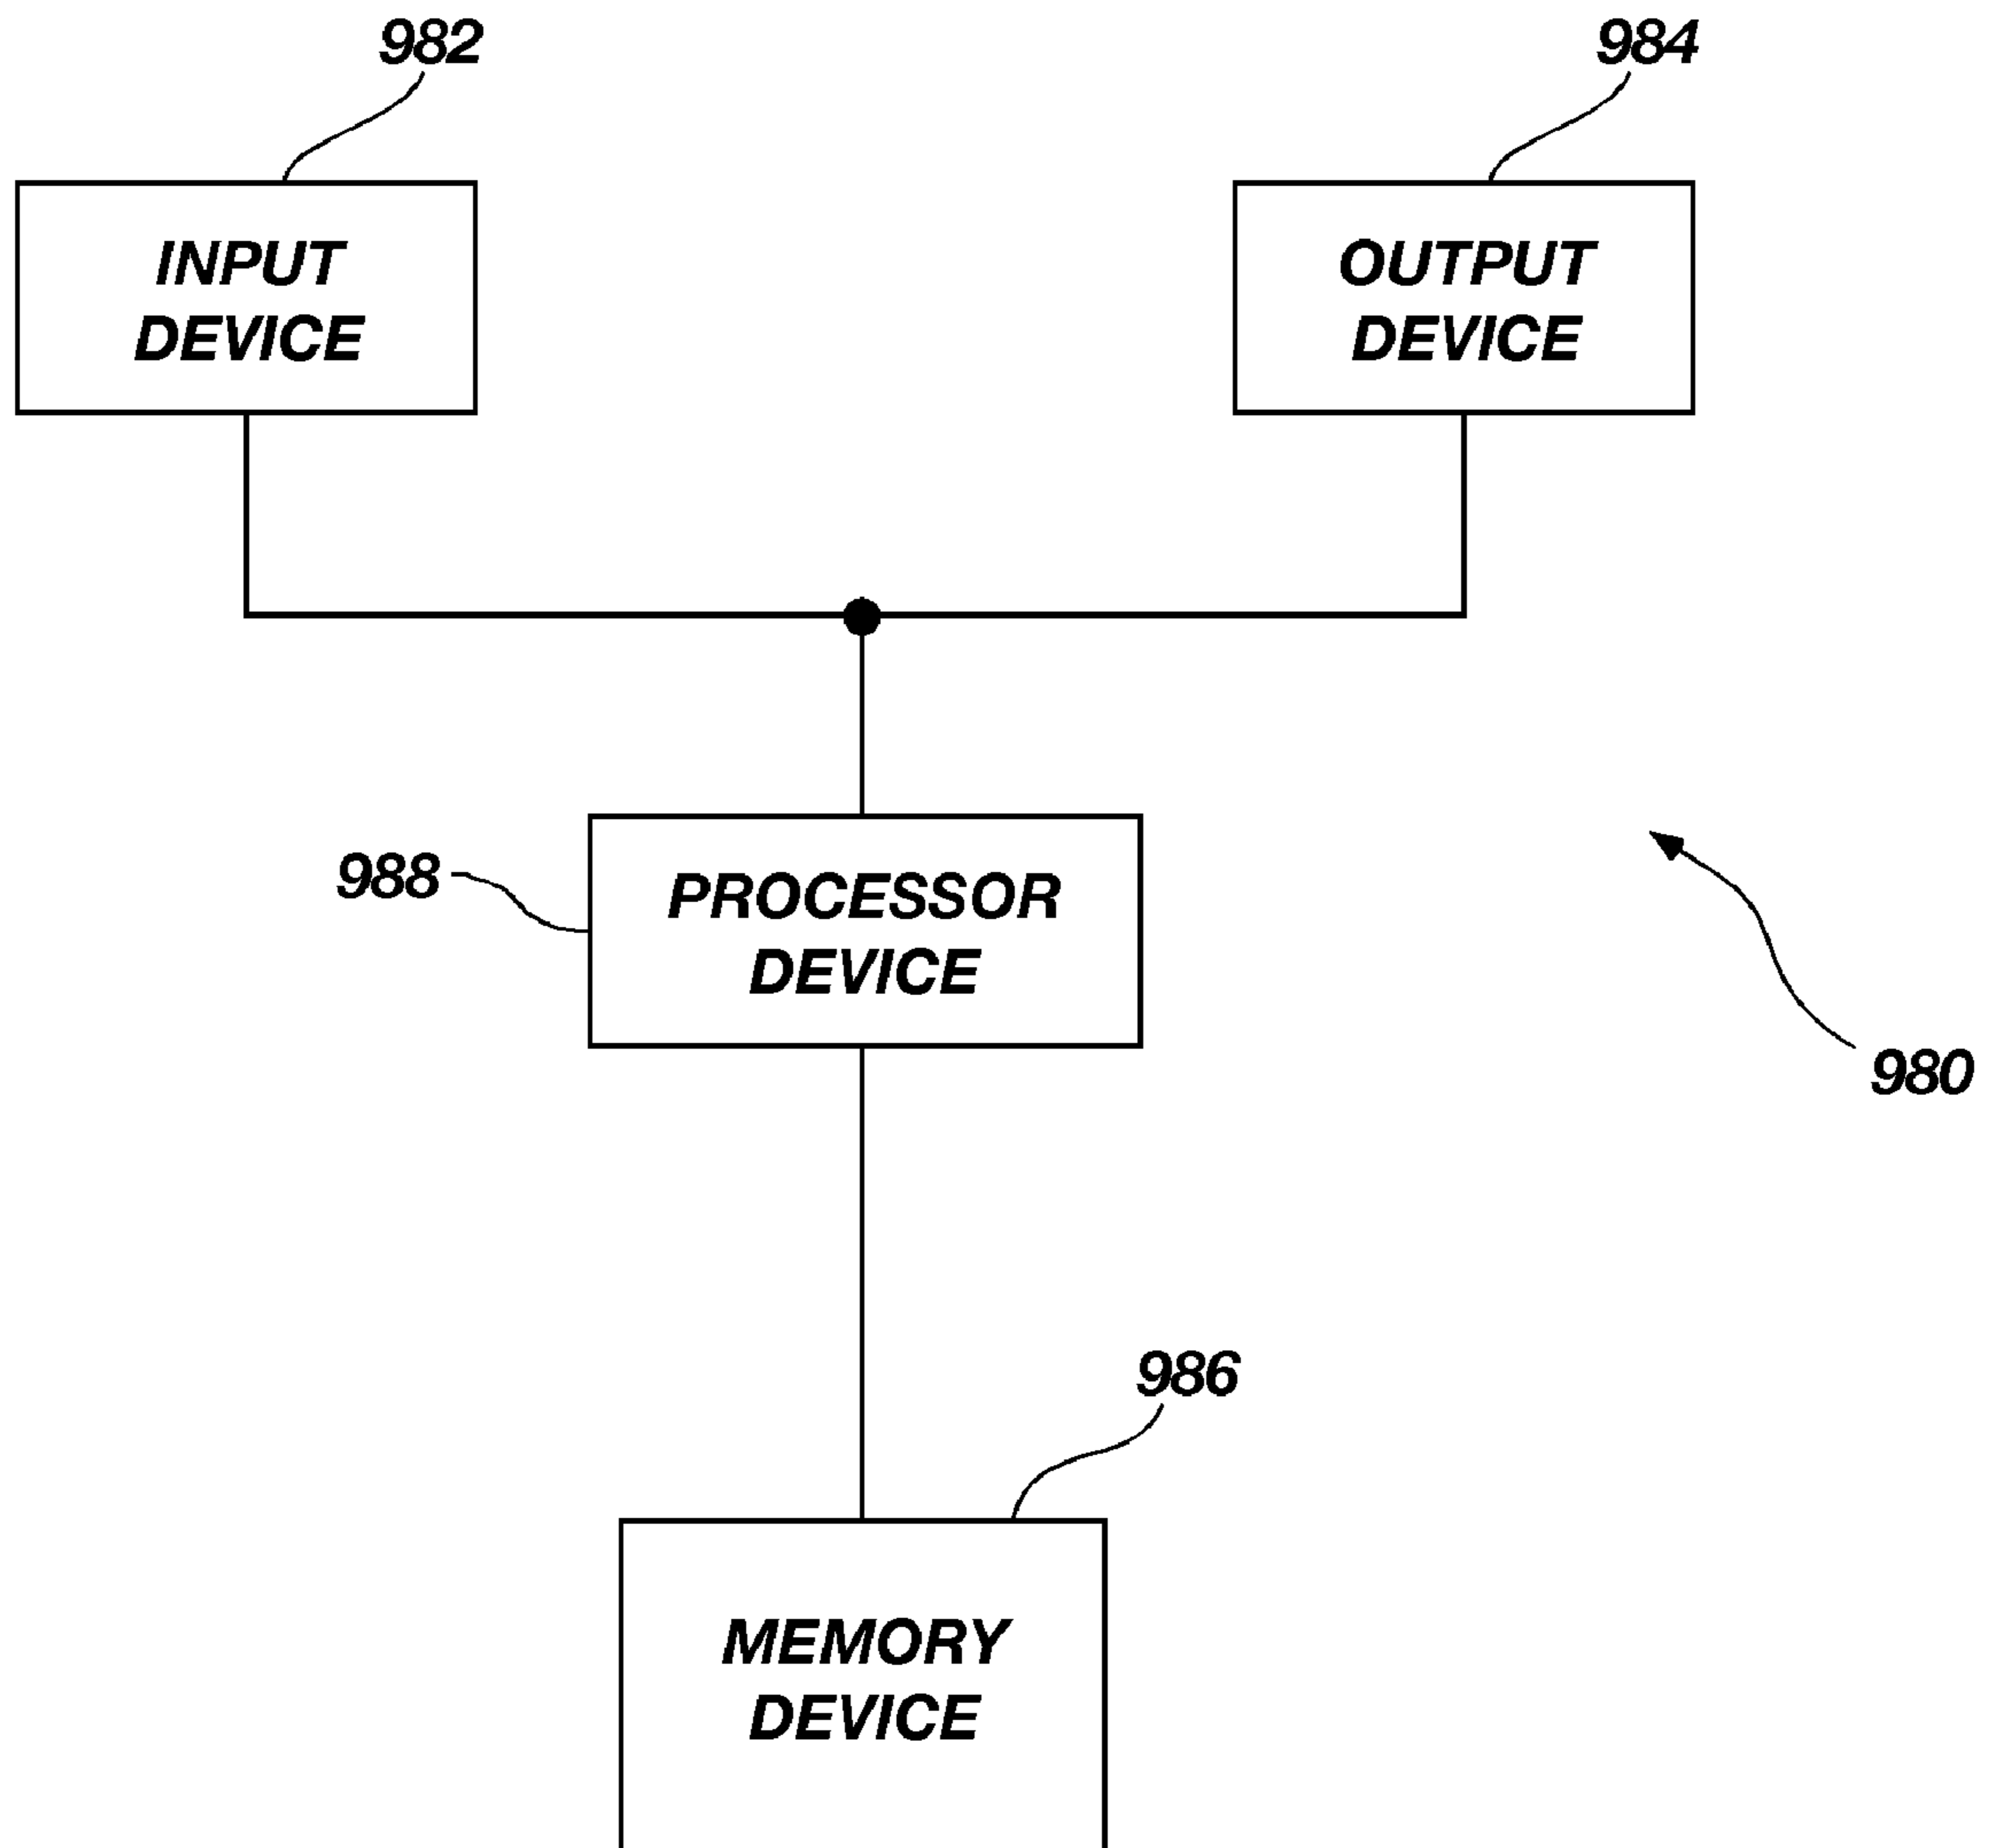 982
984
INPUT
DEVICE
OUTPUT
DEVICE
988
PROCESSOR
DEVICE
980
986
MEMORY
DEVICE